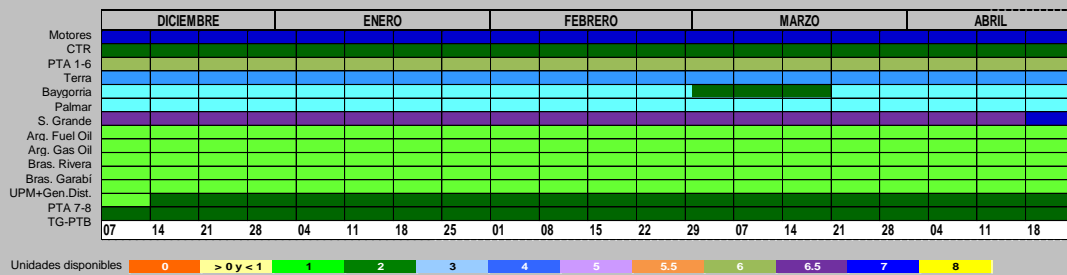 DICIEMBRE ENERO FEBRERO MARZO ABRIL
Motores
CTR
PTA 1-6
Terra
Baygorria
Palmar
S. Grande
Arg. Fuel Oil
Arg. Gas Oil
Bras. Rivera
Bras. Garabí
UPM+Gen.Dist.
PTA 7-8
TG-PTB
07 14 21 28 04 11 18 25 01 08 15 22 29 07 14 21 28 04 11 18
Unidades disponibles 0 > 0 y < 1 1 2 3 4 5 5.5 6 6.5 7 8